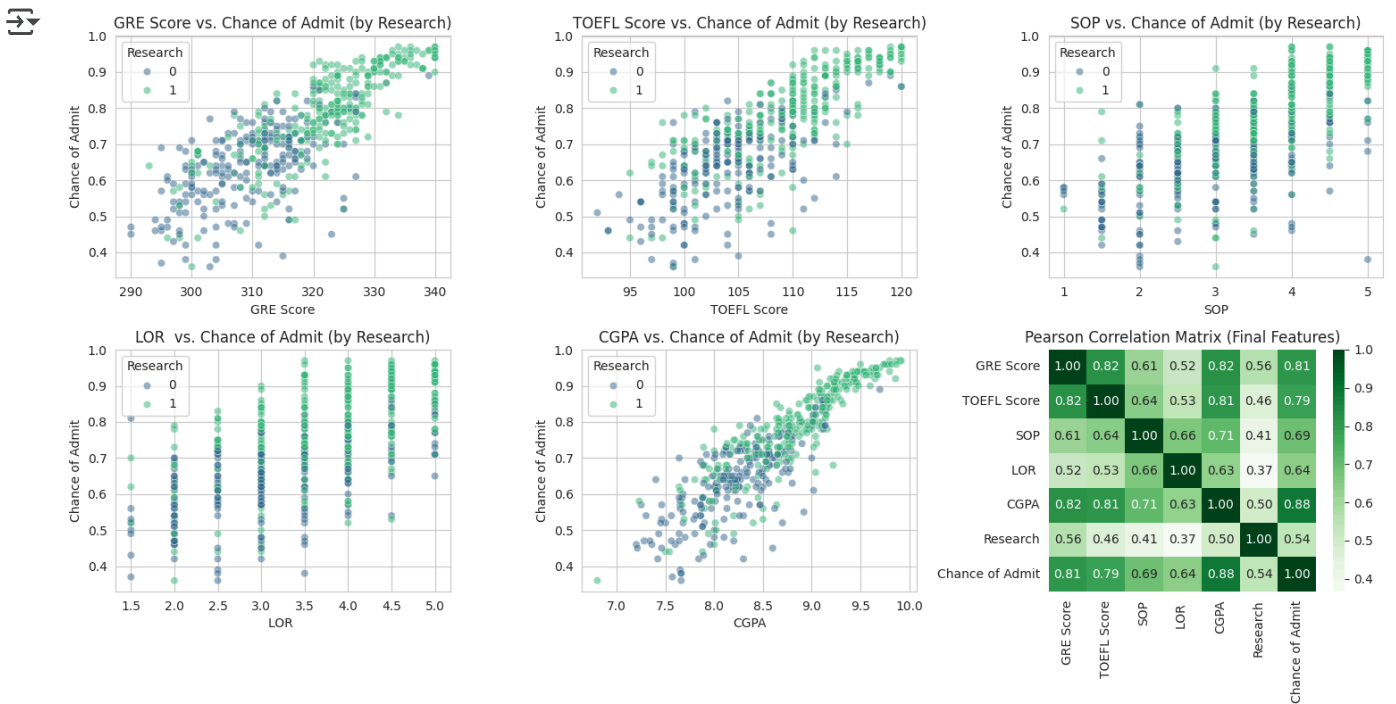 GRE Score vs. Chance of Admit (by Research)
Research
0
1
1.0
0.9
0.8
0.7
0.6
0.5
0.4
Chance of Admit
290 300 310 320 330 340
GRE Score
TOEFL Score vs. Chance of Admit (by Research)
Research
0
1
1.0
0.9
0.8
0.7
0.6
0.5
0.4
Chance of Admit
95 100 105 110 115 120
TOEFL Score
SOP vs. Chance of Admit (by Research)
Research
0
1
1.0
0.9
0.8
0.7
0.6
0.5
0.4
Chance of Admit
1 2 3 4 5
SOP
LOR vs. Chance of Admit (by Research)
Research
0
1
1.0
0.9
0.8
0.7
0.6
0.5
0.4
Chance of Admit
1.5 2.0 2.5 3.0 3.5 4.0 4.5 5.0
LOR
CGPA vs. Chance of Admit (by Research)
Research
0
1
1.0
0.9
0.8
0.7
0.6
0.5
0.4
Chance of Admit
7.0 7.5 8.0 8.5 9.0 9.5 10.0
CGPA
Pearson Correlation Matrix (Final Features)
GRE Score 1.00 0.82 0.61 0.52 0.82 0.56 0.81
TOEFL Score 0.82 1.00 0.64 0.53 0.81 0.46 0.79
SOP 0.61 0.64 1.00 0.66 0.71 0.41 0.69
LOR 0.52 0.53 0.66 1.00 0.63 0.37 0.64
CGPA 0.82 0.81 0.71 0.63 1.00 0.50 0.88
Research 0.56 0.46 0.41 0.37 0.50 1.00 0.54
Chance of Admit 0.81 0.79 0.69 0.64 0.88 0.54 1.00
GRE Score
TOEFL Score
SOP
LOR
CGPA
Research
Chance of Admit
1.0
0.9
0.8
0.7
0.6
0.5
0.4